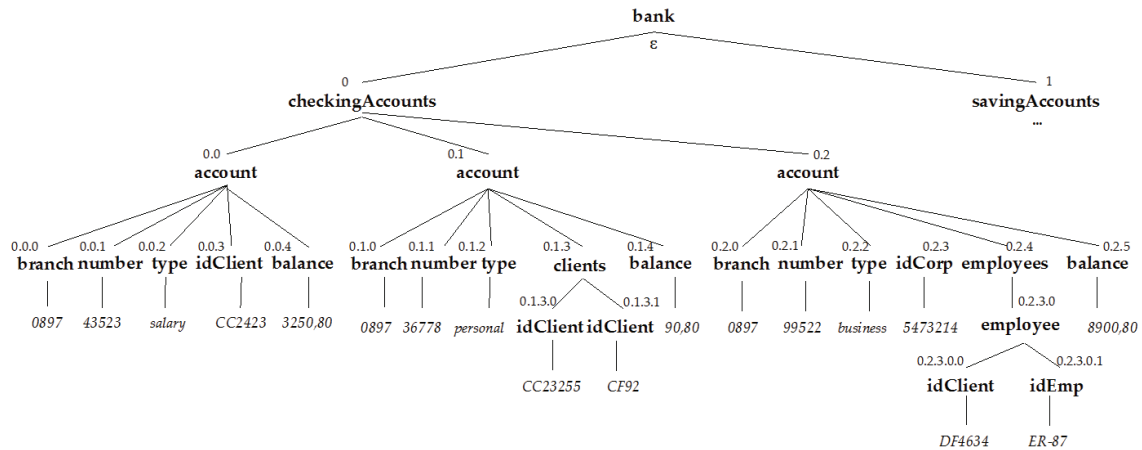 bank
ε
0 1
checkingAccounts savingAccounts
...
0.0 0.1 0.2
account account account
0.0.0 0.0.1 0.0.2 0.0.3 0.0.4 0.1.0 0.1.1 0.1.2 0.1.3 0.1.4 0.2.0 0.2.1 0.2.2 0.2.3 0.2.4 0.2.5
branch number type idClient balance branch number type clients balance branch number type idCorp employees balance
0.1.3.0 0.1.3.1 0.2.3.0
0897 43523 salary CC2423 3250,80 0897 36778 personal idClient idClient 90,80 0897 99522 business 5473214 employee 8900,80
0.2.3.0.0 0.2.3.0.1
CC23255 CF92 idClient idEmp
DF4634 ER-87